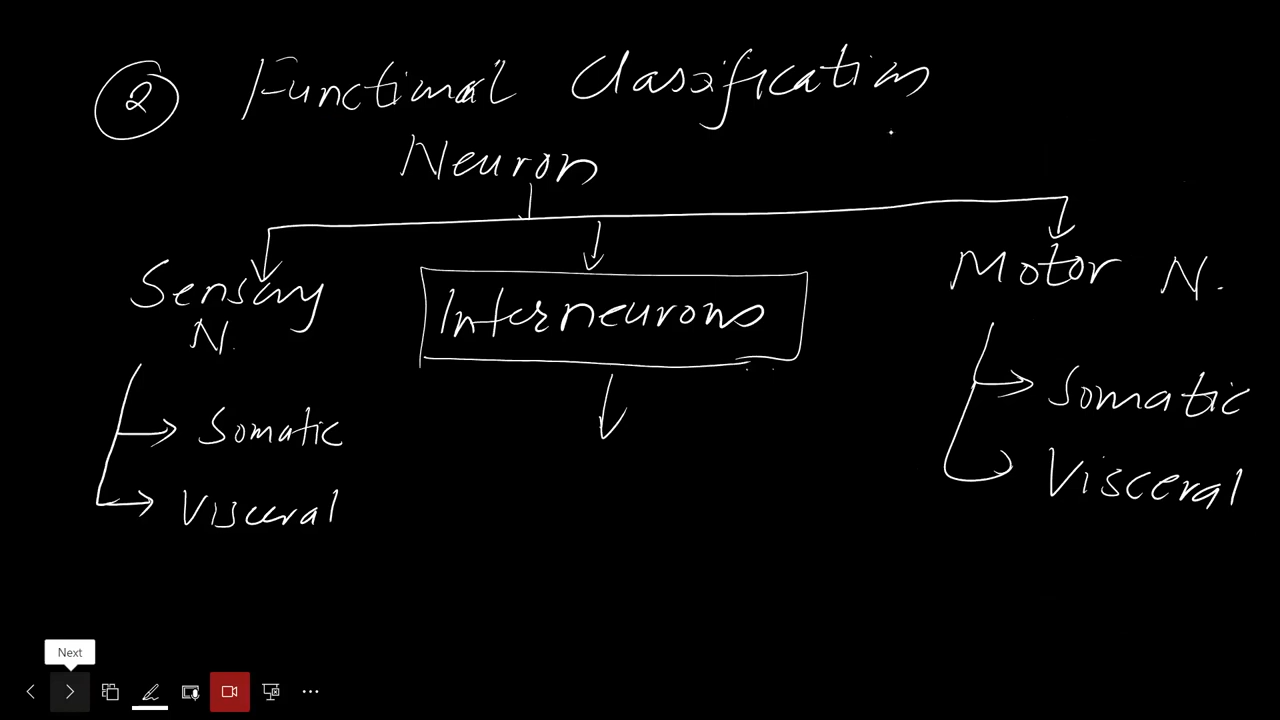 2 Functional Classification
Neuron
Sensory N.
Interneurons
Motor N.
Somatic
Visceral
Somatic
Visceral
Next